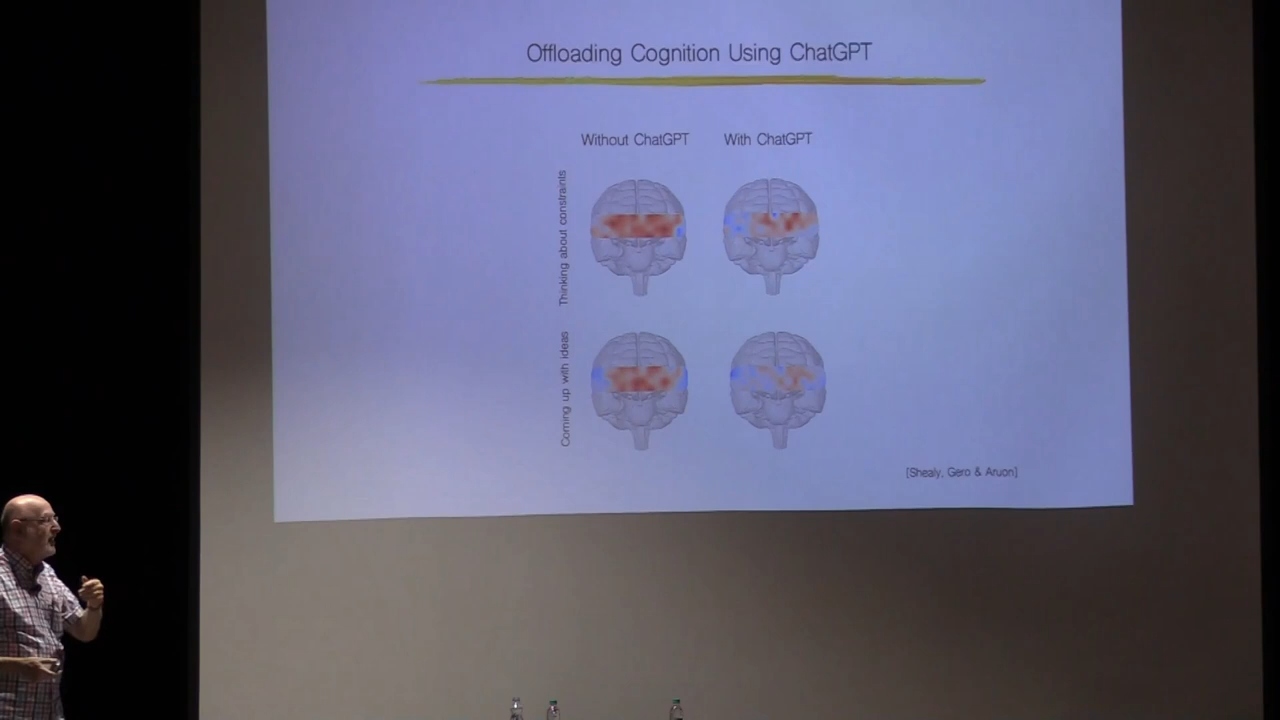 Offloading Cognition Using ChatGPT
Without ChatGPT
With ChatGPT
Thinking about constraints
Coming up with ideas
[Shealy, Gero & Aruon]